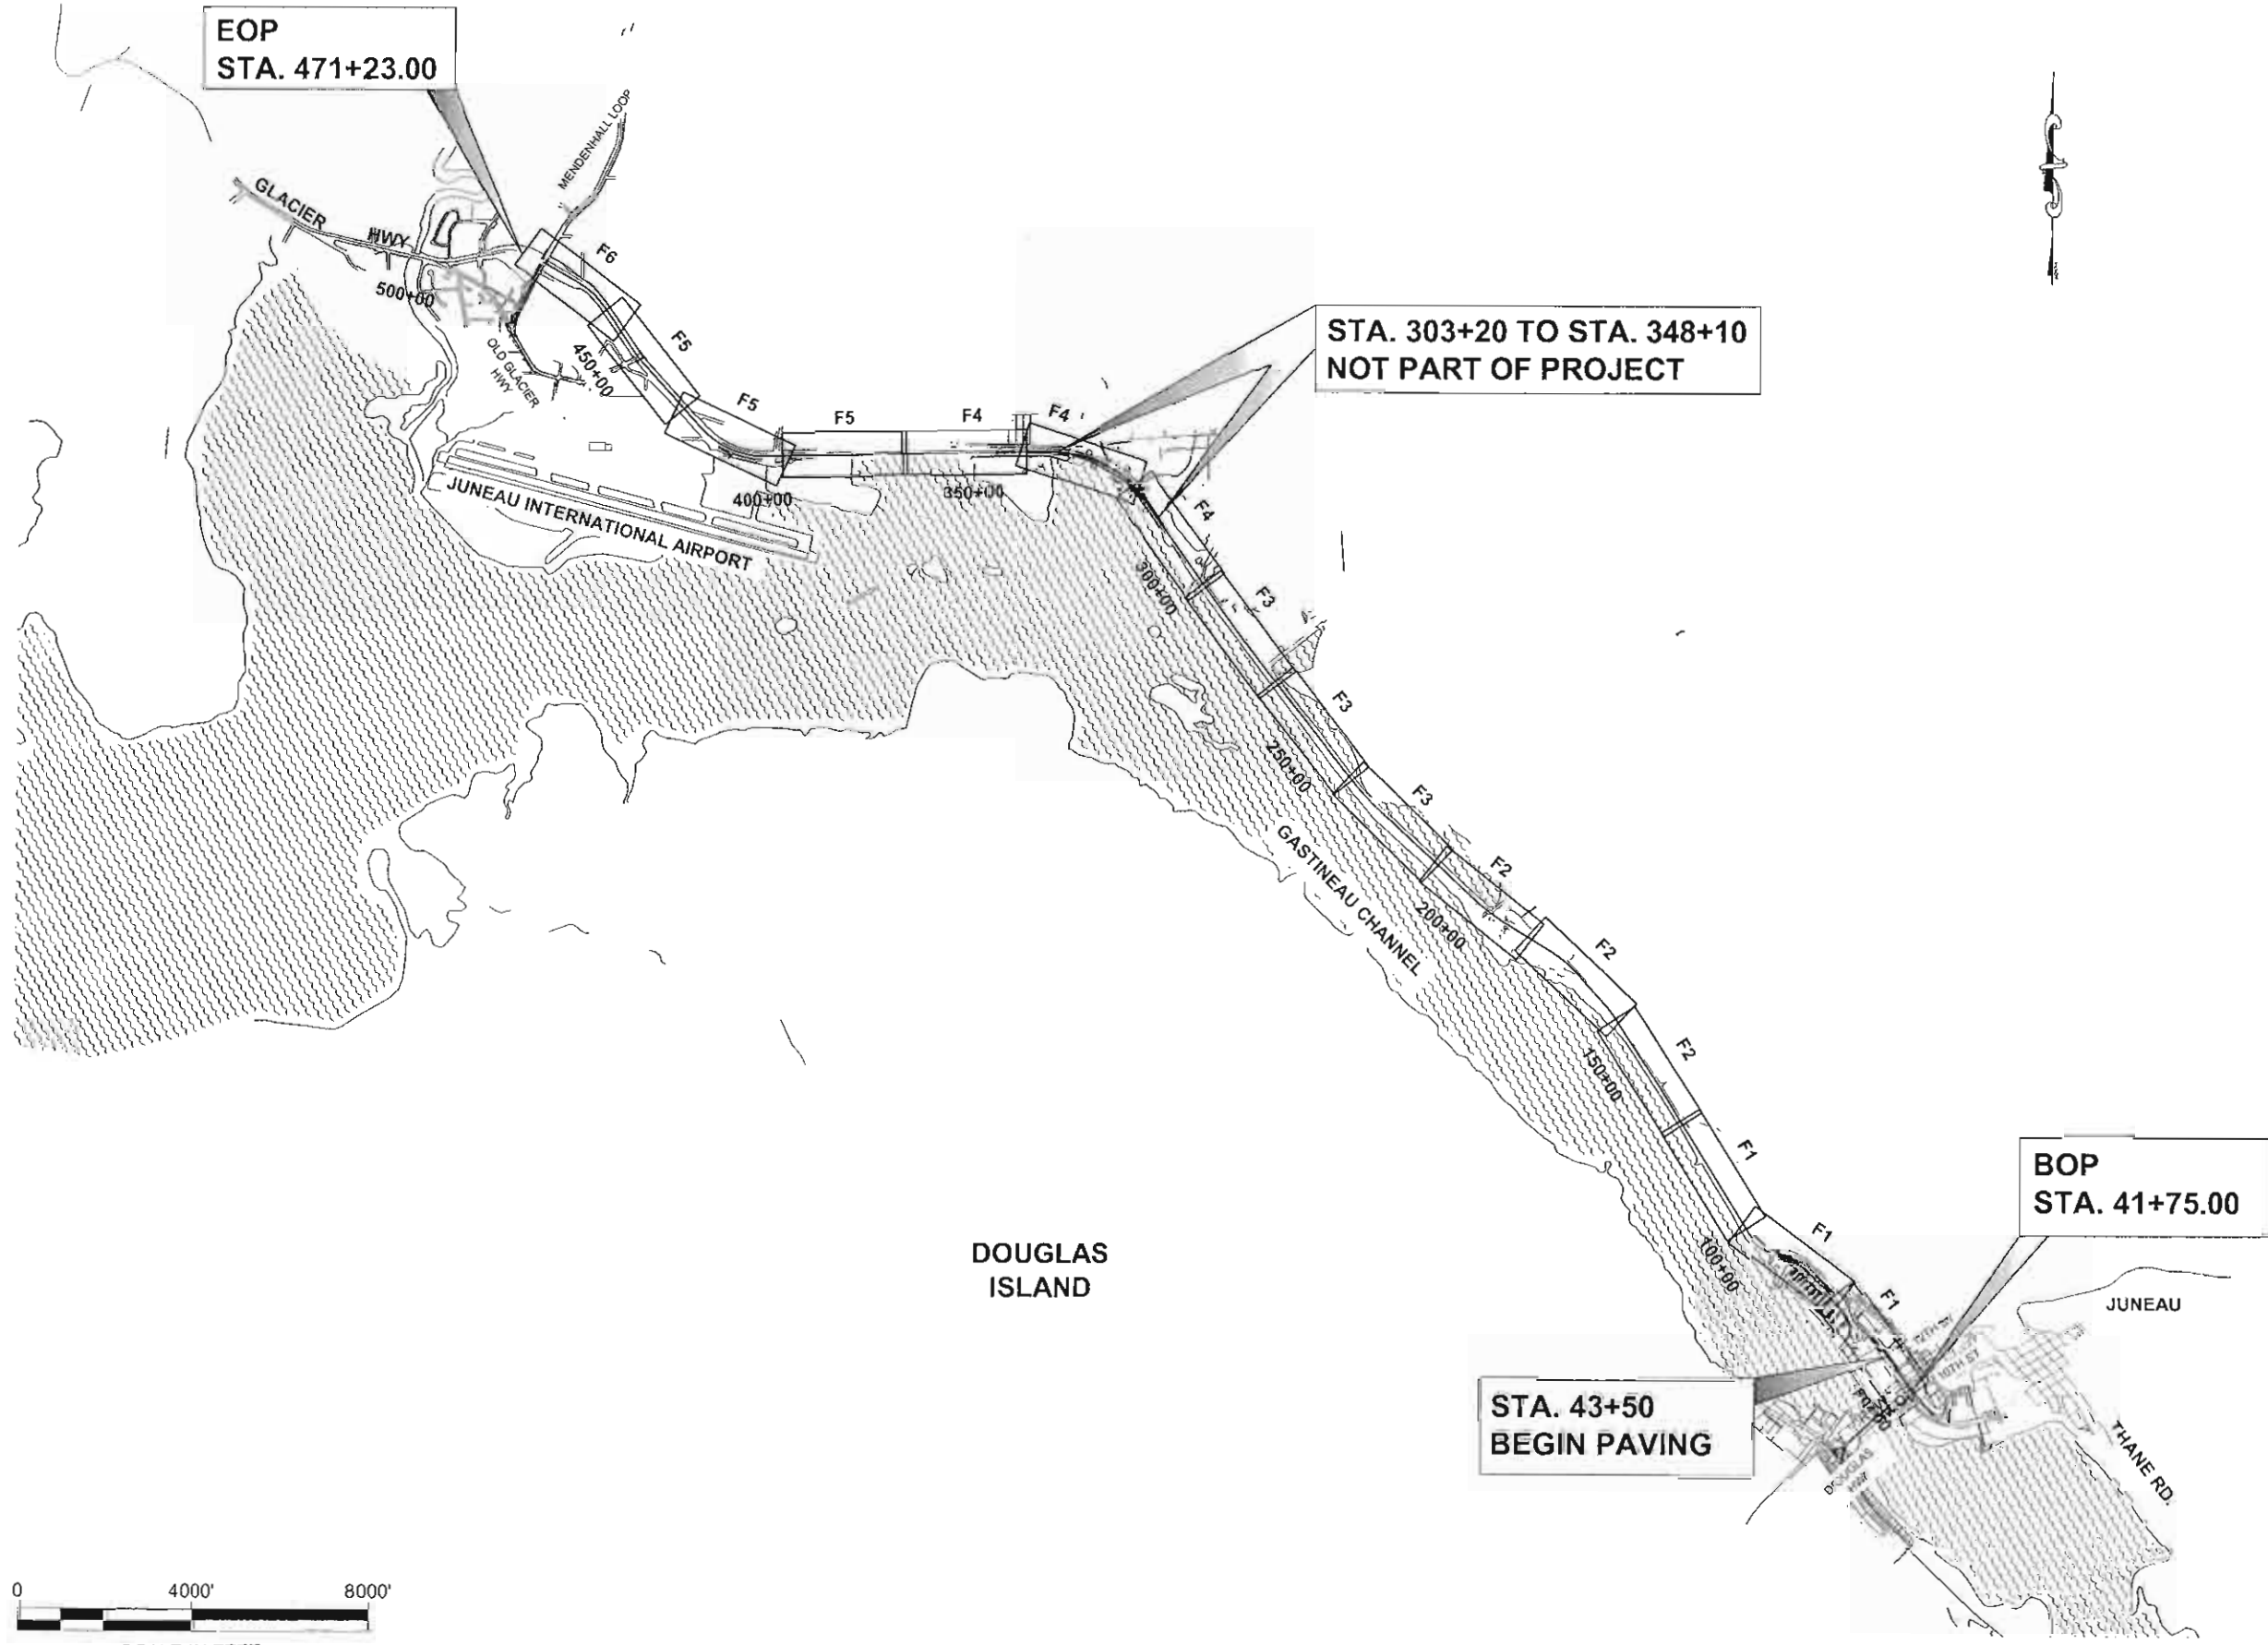 EOP
STA. 471+23.00
MENDENHALL LOOP
GLACIER
HWY
500+00
OLD GLACIER
HWY
F6
F5
450+00
F5
F5
F4
F4
STA. 303+20 TO STA. 348+10
NOT PART OF PROJECT
JUNEAU INTERNATIONAL AIRPORT
400+00
350+00
F4
300+00
F3
F3
250+00
F3
GASTINEAU CHANNEL
F2
200+00
F2
F2
150+00
F1
BOP
STA. 41+75.00
DOUGLAS
ISLAND
F1
100+00
F1
JUNEAU
12TH ST
10TH ST
STA. 43+50
BEGIN PAVING
DOUGLAS
HWY
THANE RD.
0
4000'
8000'